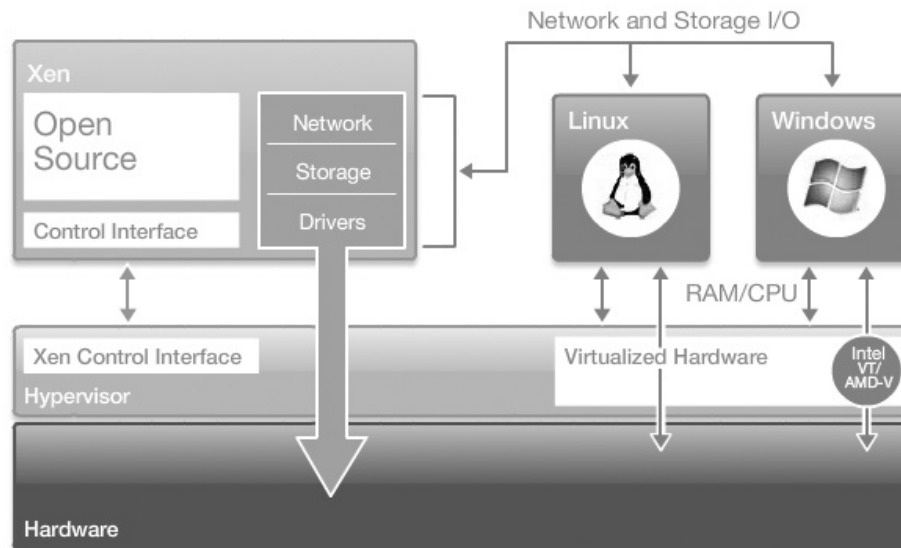 Network and Storage I/O
Xen
Open
Source
Control Interface
Network
Storage
Drivers
Linux
Windows
RAM/CPU
Xen Control Interface
Hypervisor
Virtualized Hardware
Intel
VT/
AMD-V
Hardware